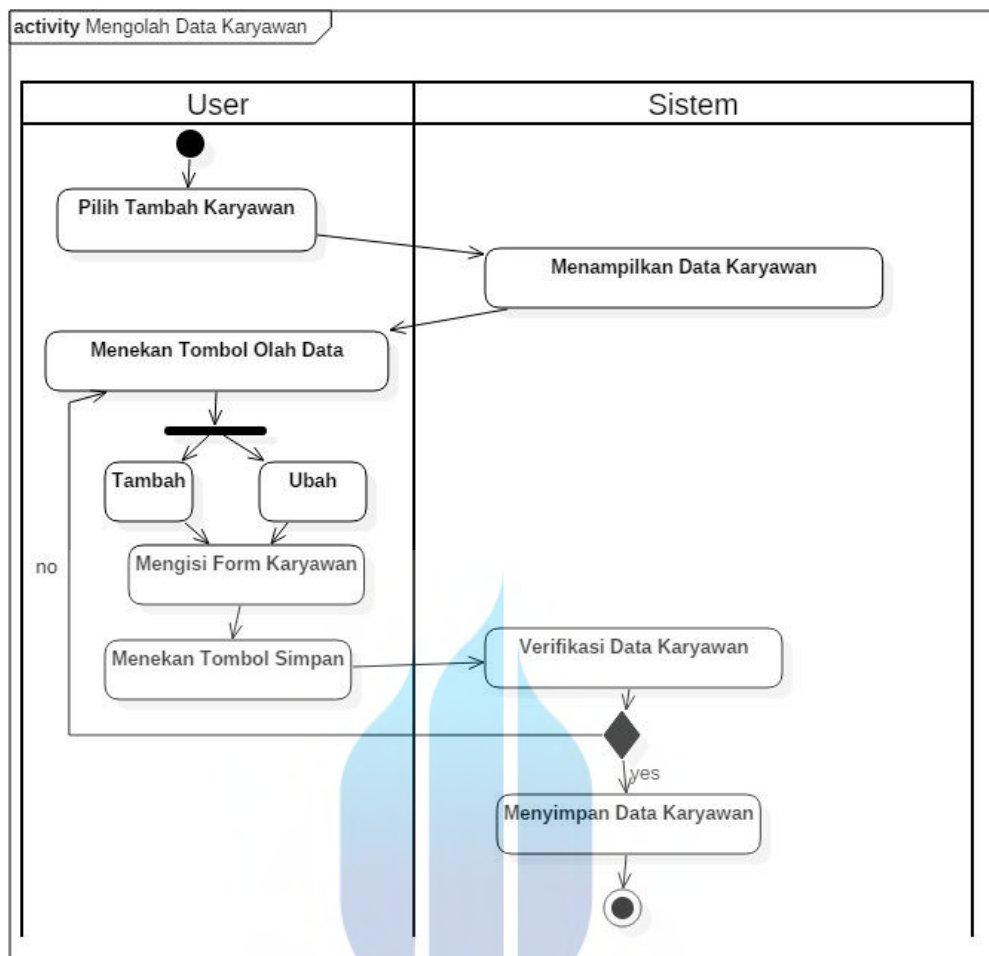 activity Mengolah Data Karyawan
User
Sistem
Pilih Tambah Karyawan
Menampilkan Data Karyawan
Menekan Tombol Olah Data
Tambah
Ubah
Mengisi Form Karyawan
no
Menekan Tombol Simpan
Verifikasi Data Karyawan
yes
Menyimpan Data Karyawan